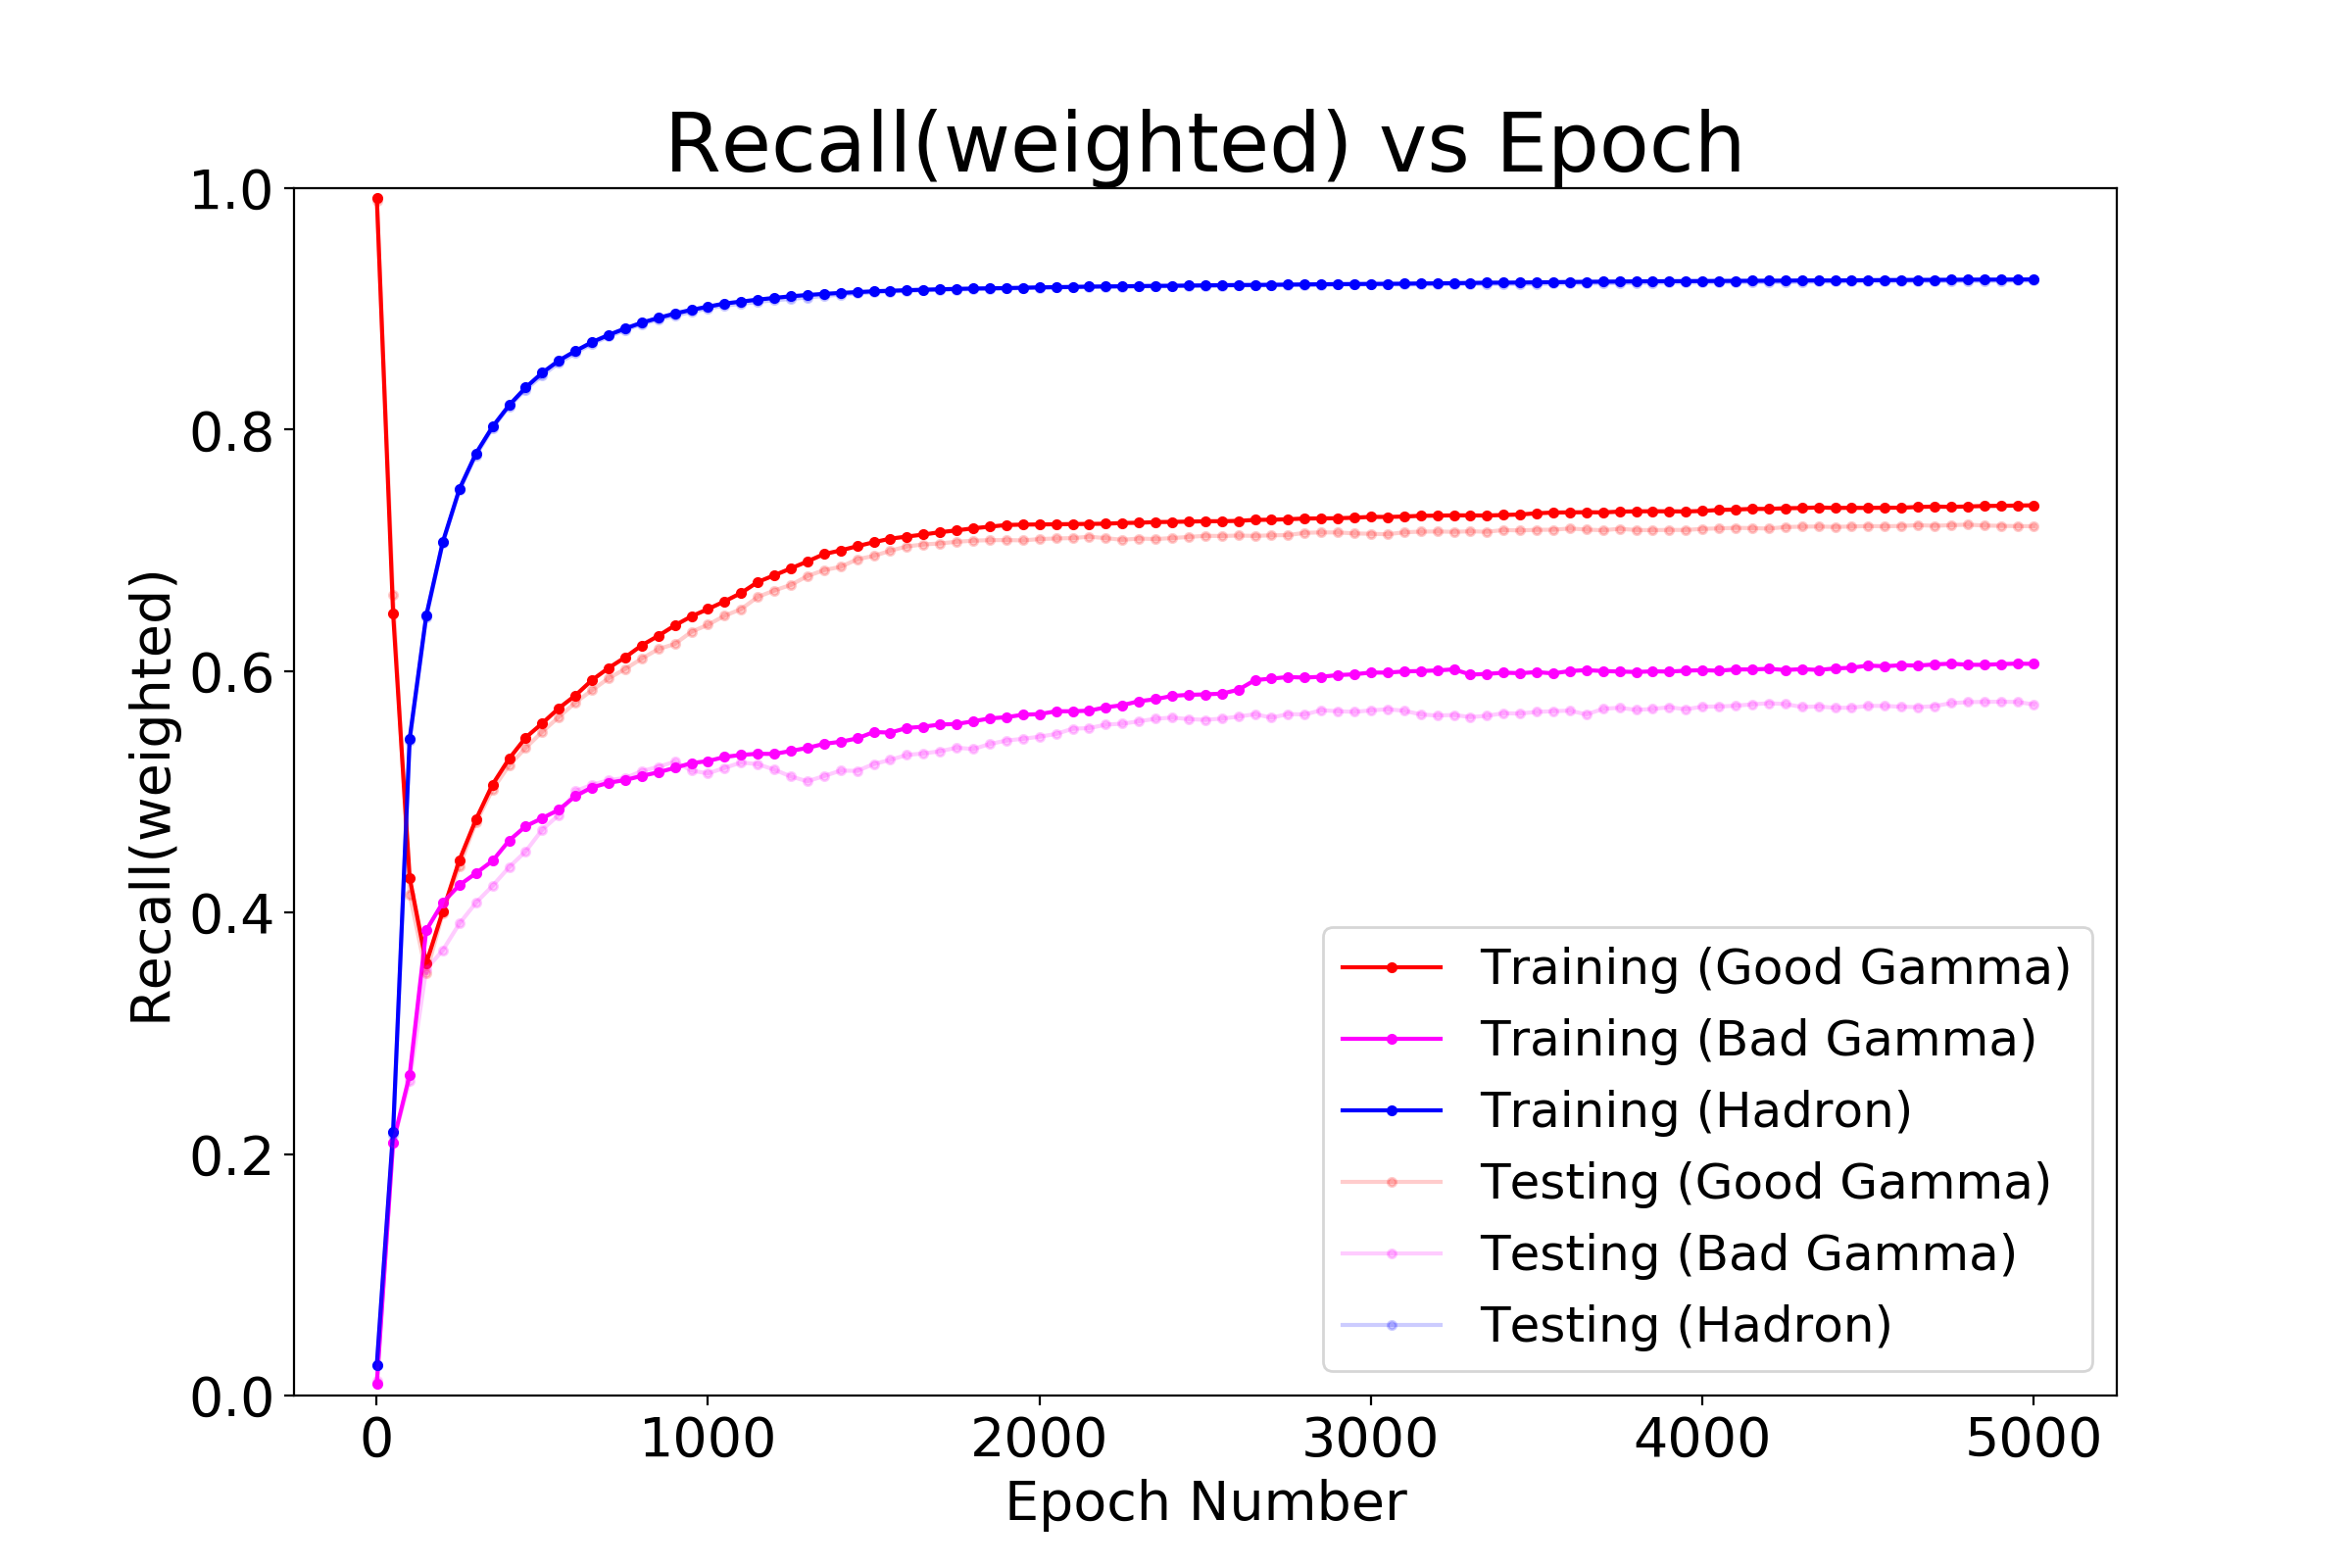 Recall(weighted) vs Epoch
Recall(weighted)
1.0
0.8
0.6
0.4
0.2
0.0
0 1000 2000 3000 4000 5000
Epoch Number
Training (Good Gamma)
Training (Bad Gamma)
Training (Hadron)
Testing (Good Gamma)
Testing (Bad Gamma)
Testing (Hadron)